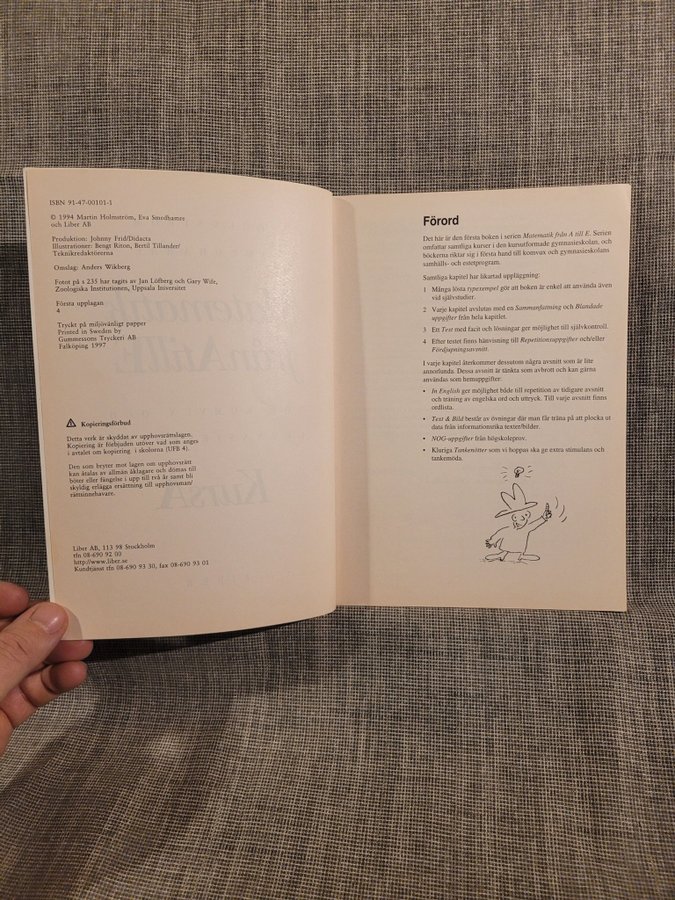 ISBN 91-47-00101-1
© 1994 Martin Holmström, Eva Smedhamre
och Liber AB
Produktion: Johnny Frid/Didacta
Illustrationer: Bengt Riton, Bertil Tillander/
Teknikredaktörerna
Omslag: Anders Wikberg
Fotot på s 235 har tagits av Jan Löfberg och Gary Wife,
Zoologiska Institutionen, Uppsala Universitet
Första upplagan
4
Tryckt på miljövänligt papper
Printed in Sweden by
Gummessons Tryckeri AB
Falköping 1997
Kopieringsförbud
Detta verk är skyddat av upphovsrättslagen.
Kopiering är förbjuden utöver vad som anges
i avtalet om kopiering i skolorna (UFB 4).
Den som bryter mot lagen om upphovsrätt
kan åtalas av allmän åklagare och dömas till
böter eller fängelse i upp till två år samt bli
skyldig erlägga ersättning till upphovsman/
rättsinnehavare.
Liber AB, 113 98 Stockholm
tfn 08-690 92 00
http://www.liber.se
Kundtjänst tfn 08-690 93 30, fax 08-690 93 01
Förord
Det här är den första boken i serien Matematik från A till E. Serien
omfattar samtliga kurser i den kursutformade gymnasieskolan, och
böckerna riktar sig i första hand till komvux och gymnasieskolans
samhälls- och estetprogram.
Samtliga kapitel har likartad uppläggning:
1 Många lösta typexempel gör att boken är enkel att använda även
vid självstudier.
2 Varje kapitel avslutas med en Sammanfattning och Blandade
uppgifter från hela kapitlet.
3 Ett Test med facit och lösningar ger möjlighet till självkontroll.
4 Efter testet finns hänvisning till Repetitionsuppgifter och/eller
Fördjupningsavsnitt.
I varje kapitel återkommer dessutom några avsnitt som är lite
annorlunda. Dessa avsnitt är tänkta som avbrott och kan gärna
användas som hemuppgifter:
• In English ger möjlighet både till repetition av tidigare avsnitt
och träning av engelska ord och uttryck. Till varje avsnitt finns
ordlista.
• Text & Bild består av övningar där man får träna på att plocka ut
data från informationsrika texter/bilder.
• NOG-uppgifter från högskoleprov.
• Kluriga Tankenötter som vi hoppas ska ge extra stimulans och
tankemöda.